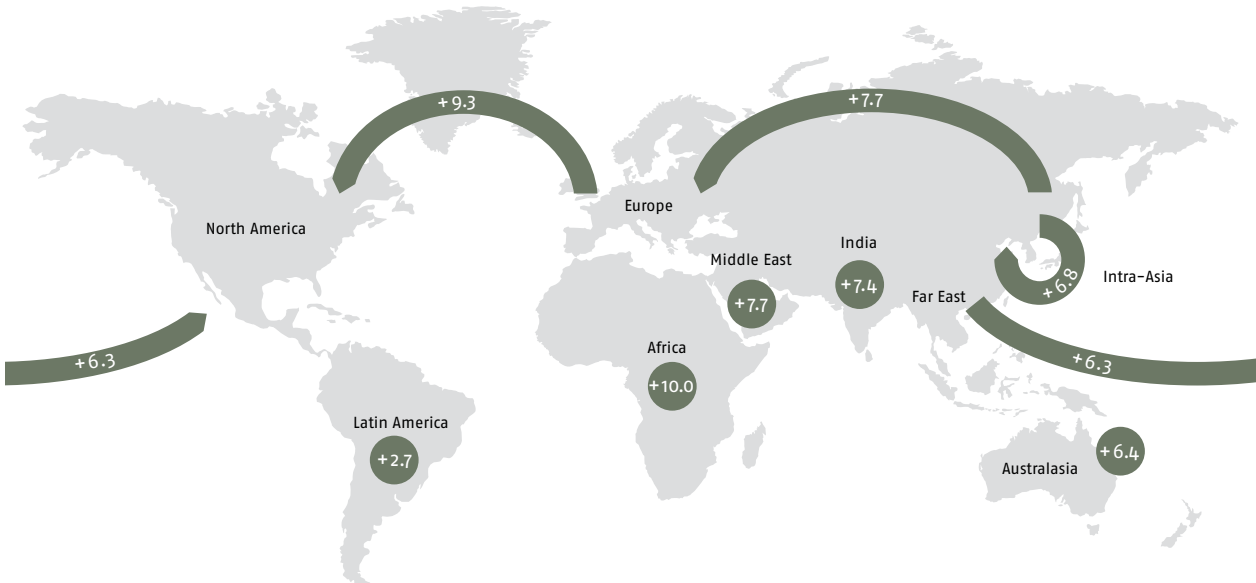 +9.3
+7.7
Europe
North America
India
Middle East
+7.4
Intra-Asia
+6.8
Far East
+7.7
Africa
+6.3
+6.3
+10.0
Latin America
+2.7
+6.4
Australasia